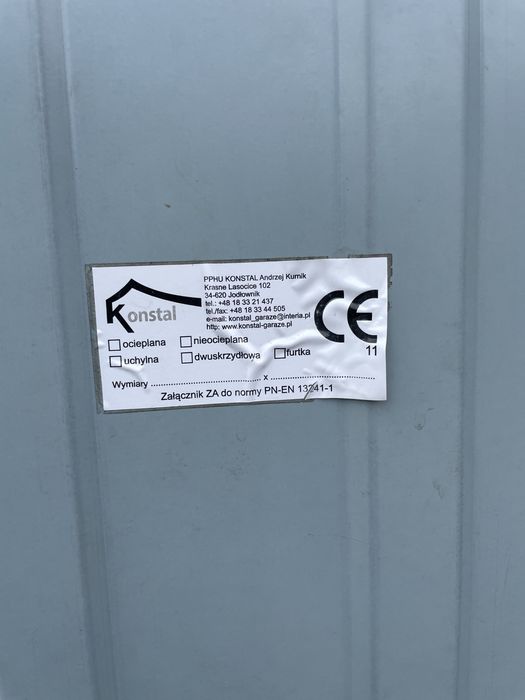 Konstal
PPHU KONSTAL Andrzej Kurnik
Krasne Lasocice 102
34-620 Jodłownik
tel.: +48 18 33 21 437
tel./fax: +48 18 33 44 505
e-mail: konstal_garaze@interia.pl
http: www.konstal-garaze.pl
CE
11
ocieplana nieocieplana
uchylna dwuskrzydłowa furtka
Wymiary .................................... x ....................................
Załącznik ZA do normy PN-EN 13241-1